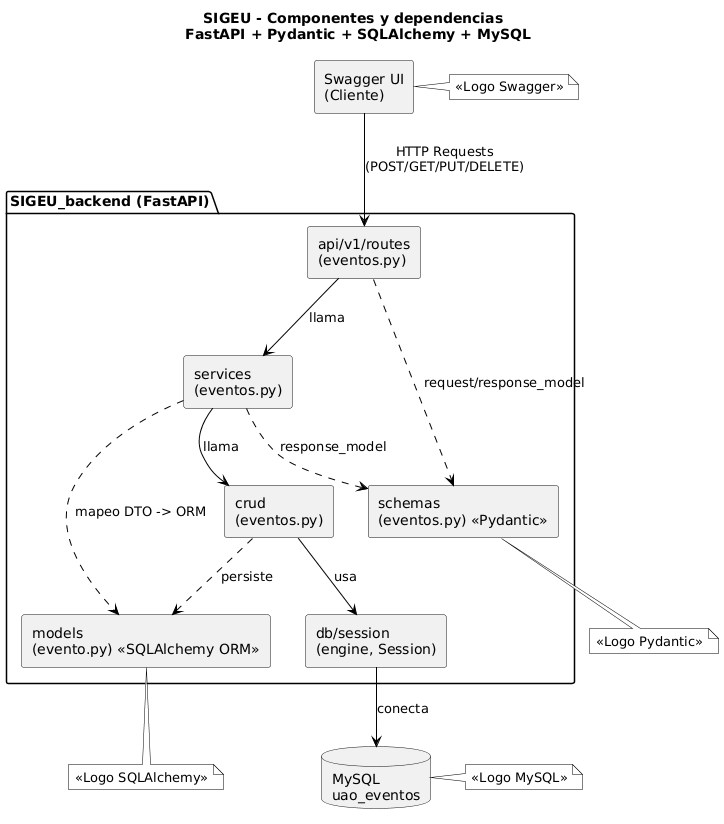 SIGEU - Componentes y dependencias
FastAPI + Pydantic + SQLAlchemy + MySQL
Swagger UI
(Cliente)
«Logo Swagger»
HTTP Requests
(POST/GET/PUT/DELETE)
SIGEU_backend (FastAPI)
api/v1/routes
(eventos.py)
llama
services
(eventos.py)
request/response_model
llama
response_model
crud
(eventos.py)
schemas
(eventos.py) «Pydantic»
mapeo DTO -> ORM
persiste
usa
models
(evento.py) «SQLAlchemy ORM»
db/session
(engine, Session)
«Logo Pydantic»
conecta
«Logo SQLAlchemy»
MySQL
uao_eventos
«Logo MySQL»